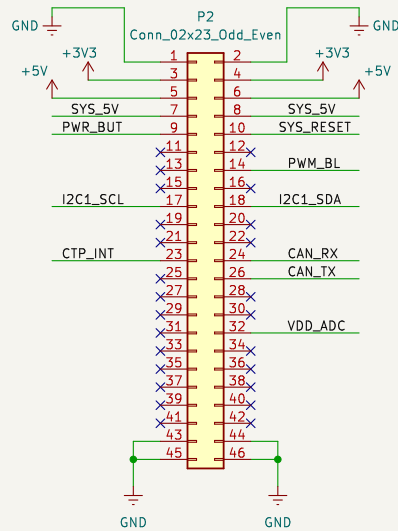 P2
Conn_02x23_Odd_Even
GND
GND
+3V3
+3V3
+5V
+5V
1 2
3 4
5 6
SYS_5V 7 8 SYS_5V
PWR_BUT 9 10 SYS_RESET
11 12
13 14 PWM_BL
15 16
I2C1_SCL 17 18 I2C1_SDA
19 20
21 22
CTP_INT 23 24 CAN_RX
25 26 CAN_TX
27 28
29 30
31 32 VDD_ADC
33 34
35 36
37 38
39 40
41 42
43 44
45 46
GND GND